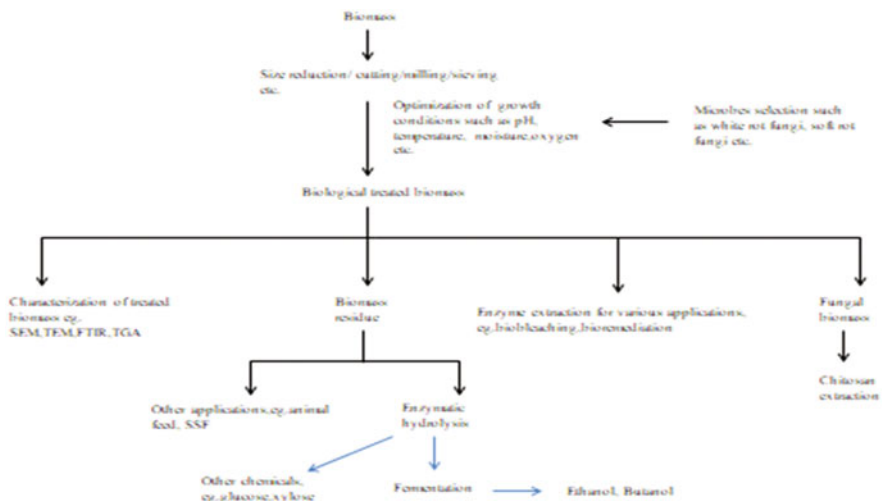 Biomass
Size reduction/ cutting/milling/sieving
etc.
Optimization of growth
conditions such as pH,
temperature, moisture,oxygen
etc.
Microbes selection such
as white rot fungi, soft rot
fungi etc.
Biological treated biomass
Characterization of treated
biomass eg.
SEM,TEM,FTIR,TGA
Biomass
residue
Enzyme extraction for various applications,
eg,biobleaching,bioremediation
Fungal
biomass
Chitosan
extraction
Other applications,eg,animal
feed, SSF
Enzymatic
hydrolysis
Other chemicals,
eg,glucose,xylose
Fermentation
Ethanol, Butanol